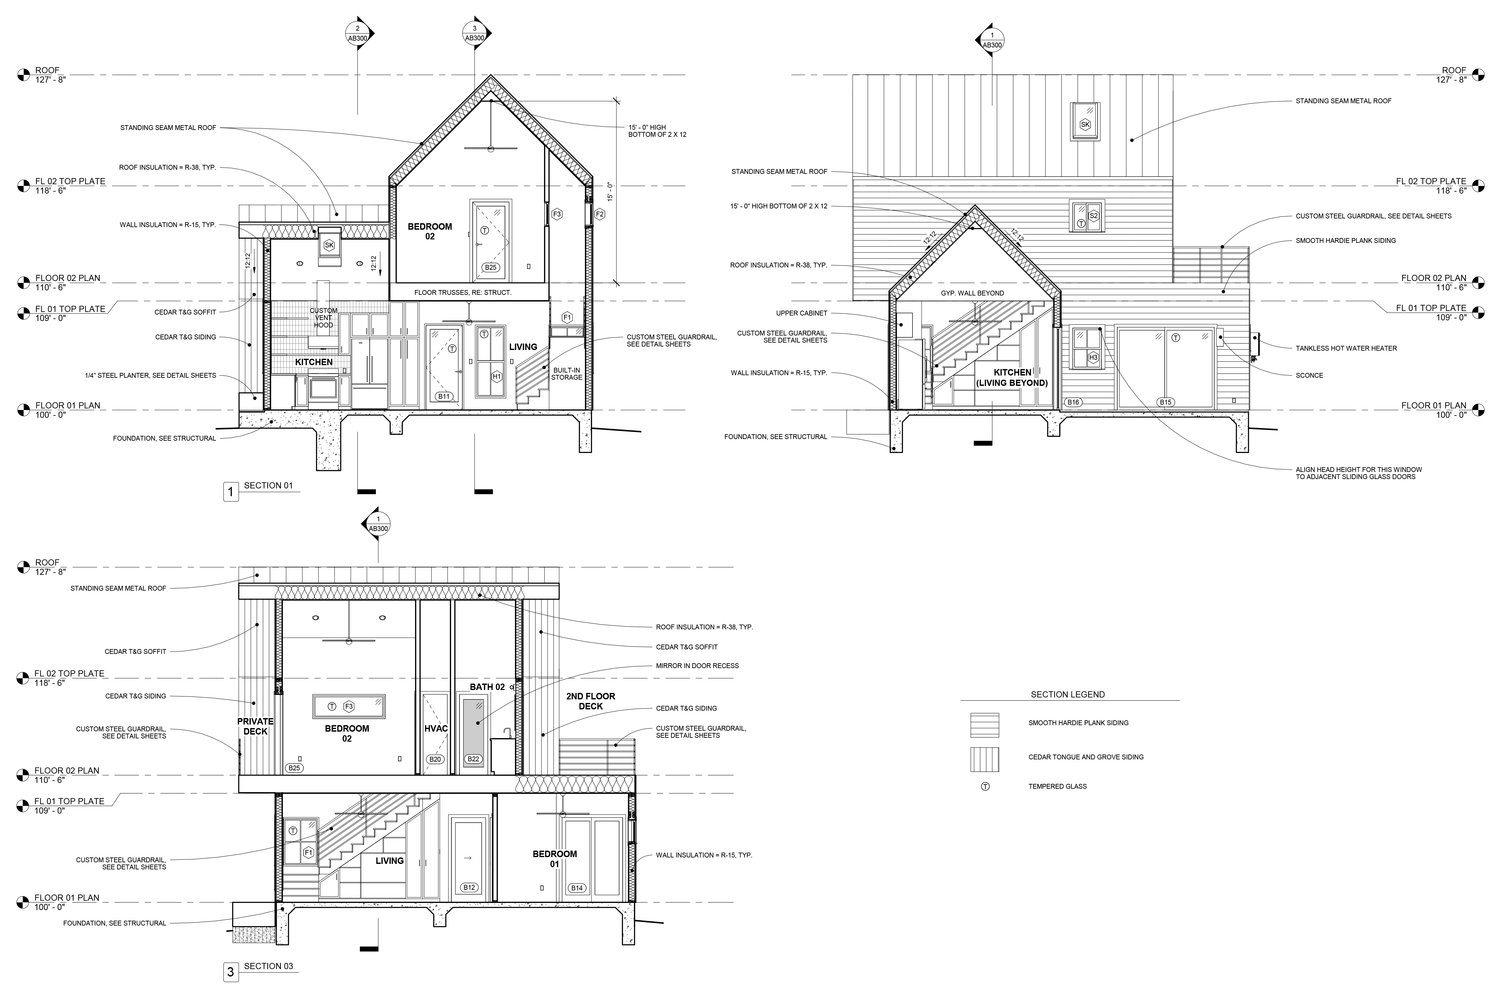 2
AB300
3
AB300
ROOF
127' - 8"
STANDING SEAM METAL ROOF
ROOF INSULATION = R-38, TYP.
FL 02 TOP PLATE
118' - 6"
WALL INSULATION = R-15, TYP.
FLOOR 02 PLAN
110' - 6"
FL 01 TOP PLATE
109' - 0"
CEDAR T&G SOFFIT
CEDAR T&G SIDING
1/4" STEEL PLANTER, SEE DETAIL SHEETS
FLOOR 01 PLAN
100' - 0"
FOUNDATION, SEE STRUCTURAL
15' - 0" HIGH
BOTTOM OF 2 X 12
15' - 0"
SK
12:12
12:12
BEDROOM
02
T
B25
F3
F2
FLOOR TRUSSES, RE: STRUCT.
CUSTOM
VENT
HOOD
KITCHEN
T
B11
T
H1
LIVING
F1
BUILT-IN
STORAGE
CUSTOM STEEL GUARDRAIL,
SEE DETAIL SHEETS
1 SECTION 01
1
AB300
ROOF
127' - 8"
STANDING SEAM METAL ROOF
SK
STANDING SEAM METAL ROOF
FL 02 TOP PLATE
118' - 6"
15' - 0" HIGH BOTTOM OF 2 X 12
T
S2
CUSTOM STEEL GUARDRAIL, SEE DETAIL SHEETS
SMOOTH HARDIE PLANK SIDING
12:12
12:12
ROOF INSULATION = R-38, TYP.
FLOOR 02 PLAN
110' - 6"
GYP. WALL BEYOND
FL 01 TOP PLATE
109' - 0"
UPPER CABINET
CUSTOM STEEL GUARDRAIL,
SEE DETAIL SHEETS
WALL INSULATION = R-15, TYP.
KITCHEN
(LIVING BEYOND)
T
H3
T
B16
B15
TANKLESS HOT WATER HEATER
SCONCE
FLOOR 01 PLAN
100' - 0"
FOUNDATION, SEE STRUCTURAL
ALIGN HEAD HEIGHT FOR THIS WINDOW
TO ADJACENT SLIDING GLASS DOORS
1
AB300
ROOF
127' - 8"
STANDING SEAM METAL ROOF
ROOF INSULATION = R-38, TYP.
CEDAR T&G SOFFIT
CEDAR T&G SOFFIT
MIRROR IN DOOR RECESS
FL 02 TOP PLATE
118' - 6"
CEDAR T&G SIDING
CUSTOM STEEL GUARDRAIL,
SEE DETAIL SHEETS
PRIVATE
DECK
T
F3
BEDROOM
02
B25
HVAC
B20
BATH 02
B22
2ND FLOOR
DECK
CEDAR T&G SIDING
CUSTOM STEEL GUARDRAIL,
SEE DETAIL SHEETS
FLOOR 02 PLAN
110' - 6"
FL 01 TOP PLATE
109' - 0"
T
F1
CUSTOM STEEL GUARDRAIL,
SEE DETAIL SHEETS
LIVING
B12
BEDROOM
01
B14
WALL INSULATION = R-15, TYP.
FLOOR 01 PLAN
100' - 0"
FOUNDATION, SEE STRUCTURAL
3 SECTION 03
SECTION LEGEND
SMOOTH HARDIE PLANK SIDING
CEDAR TONGUE AND GROVE SIDING
T TEMPERED GLASS